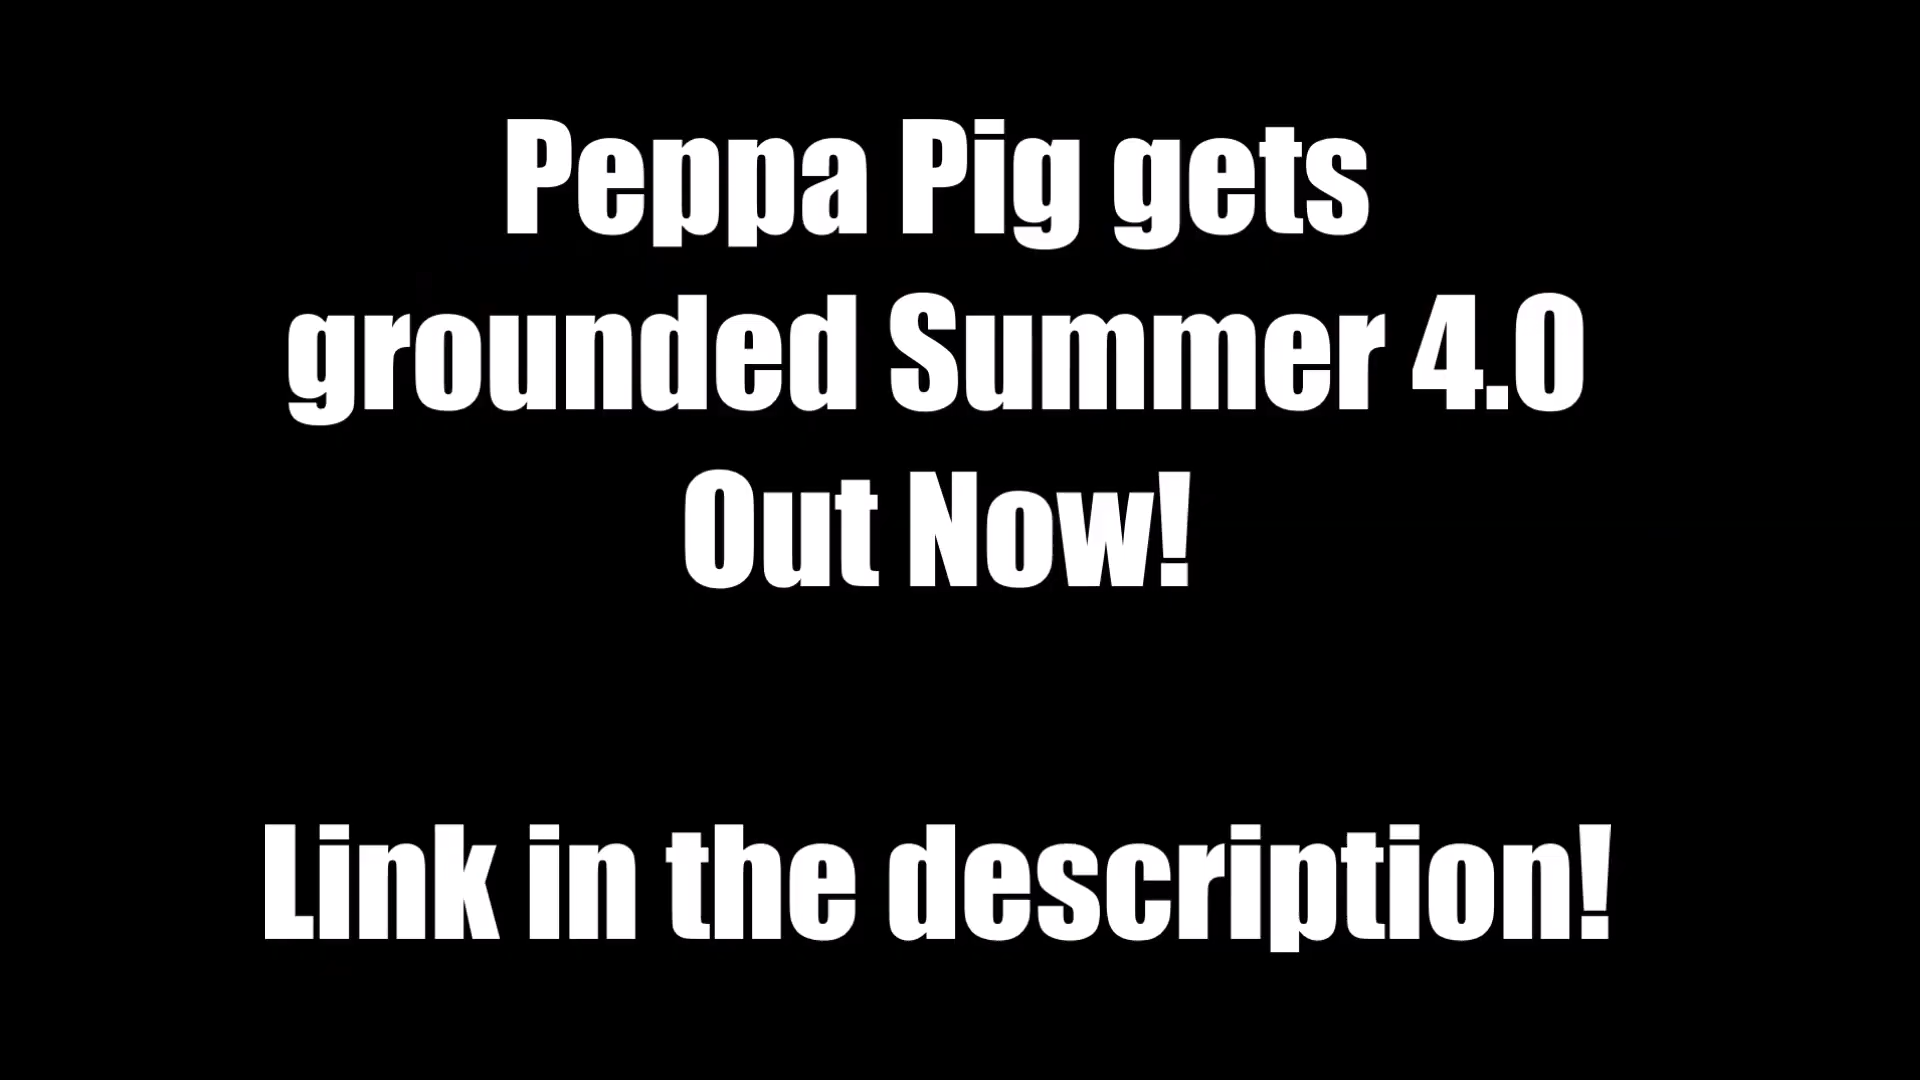 Peppa Pig gets
grounded Summer 4.0
Out Now!
Link in the description!